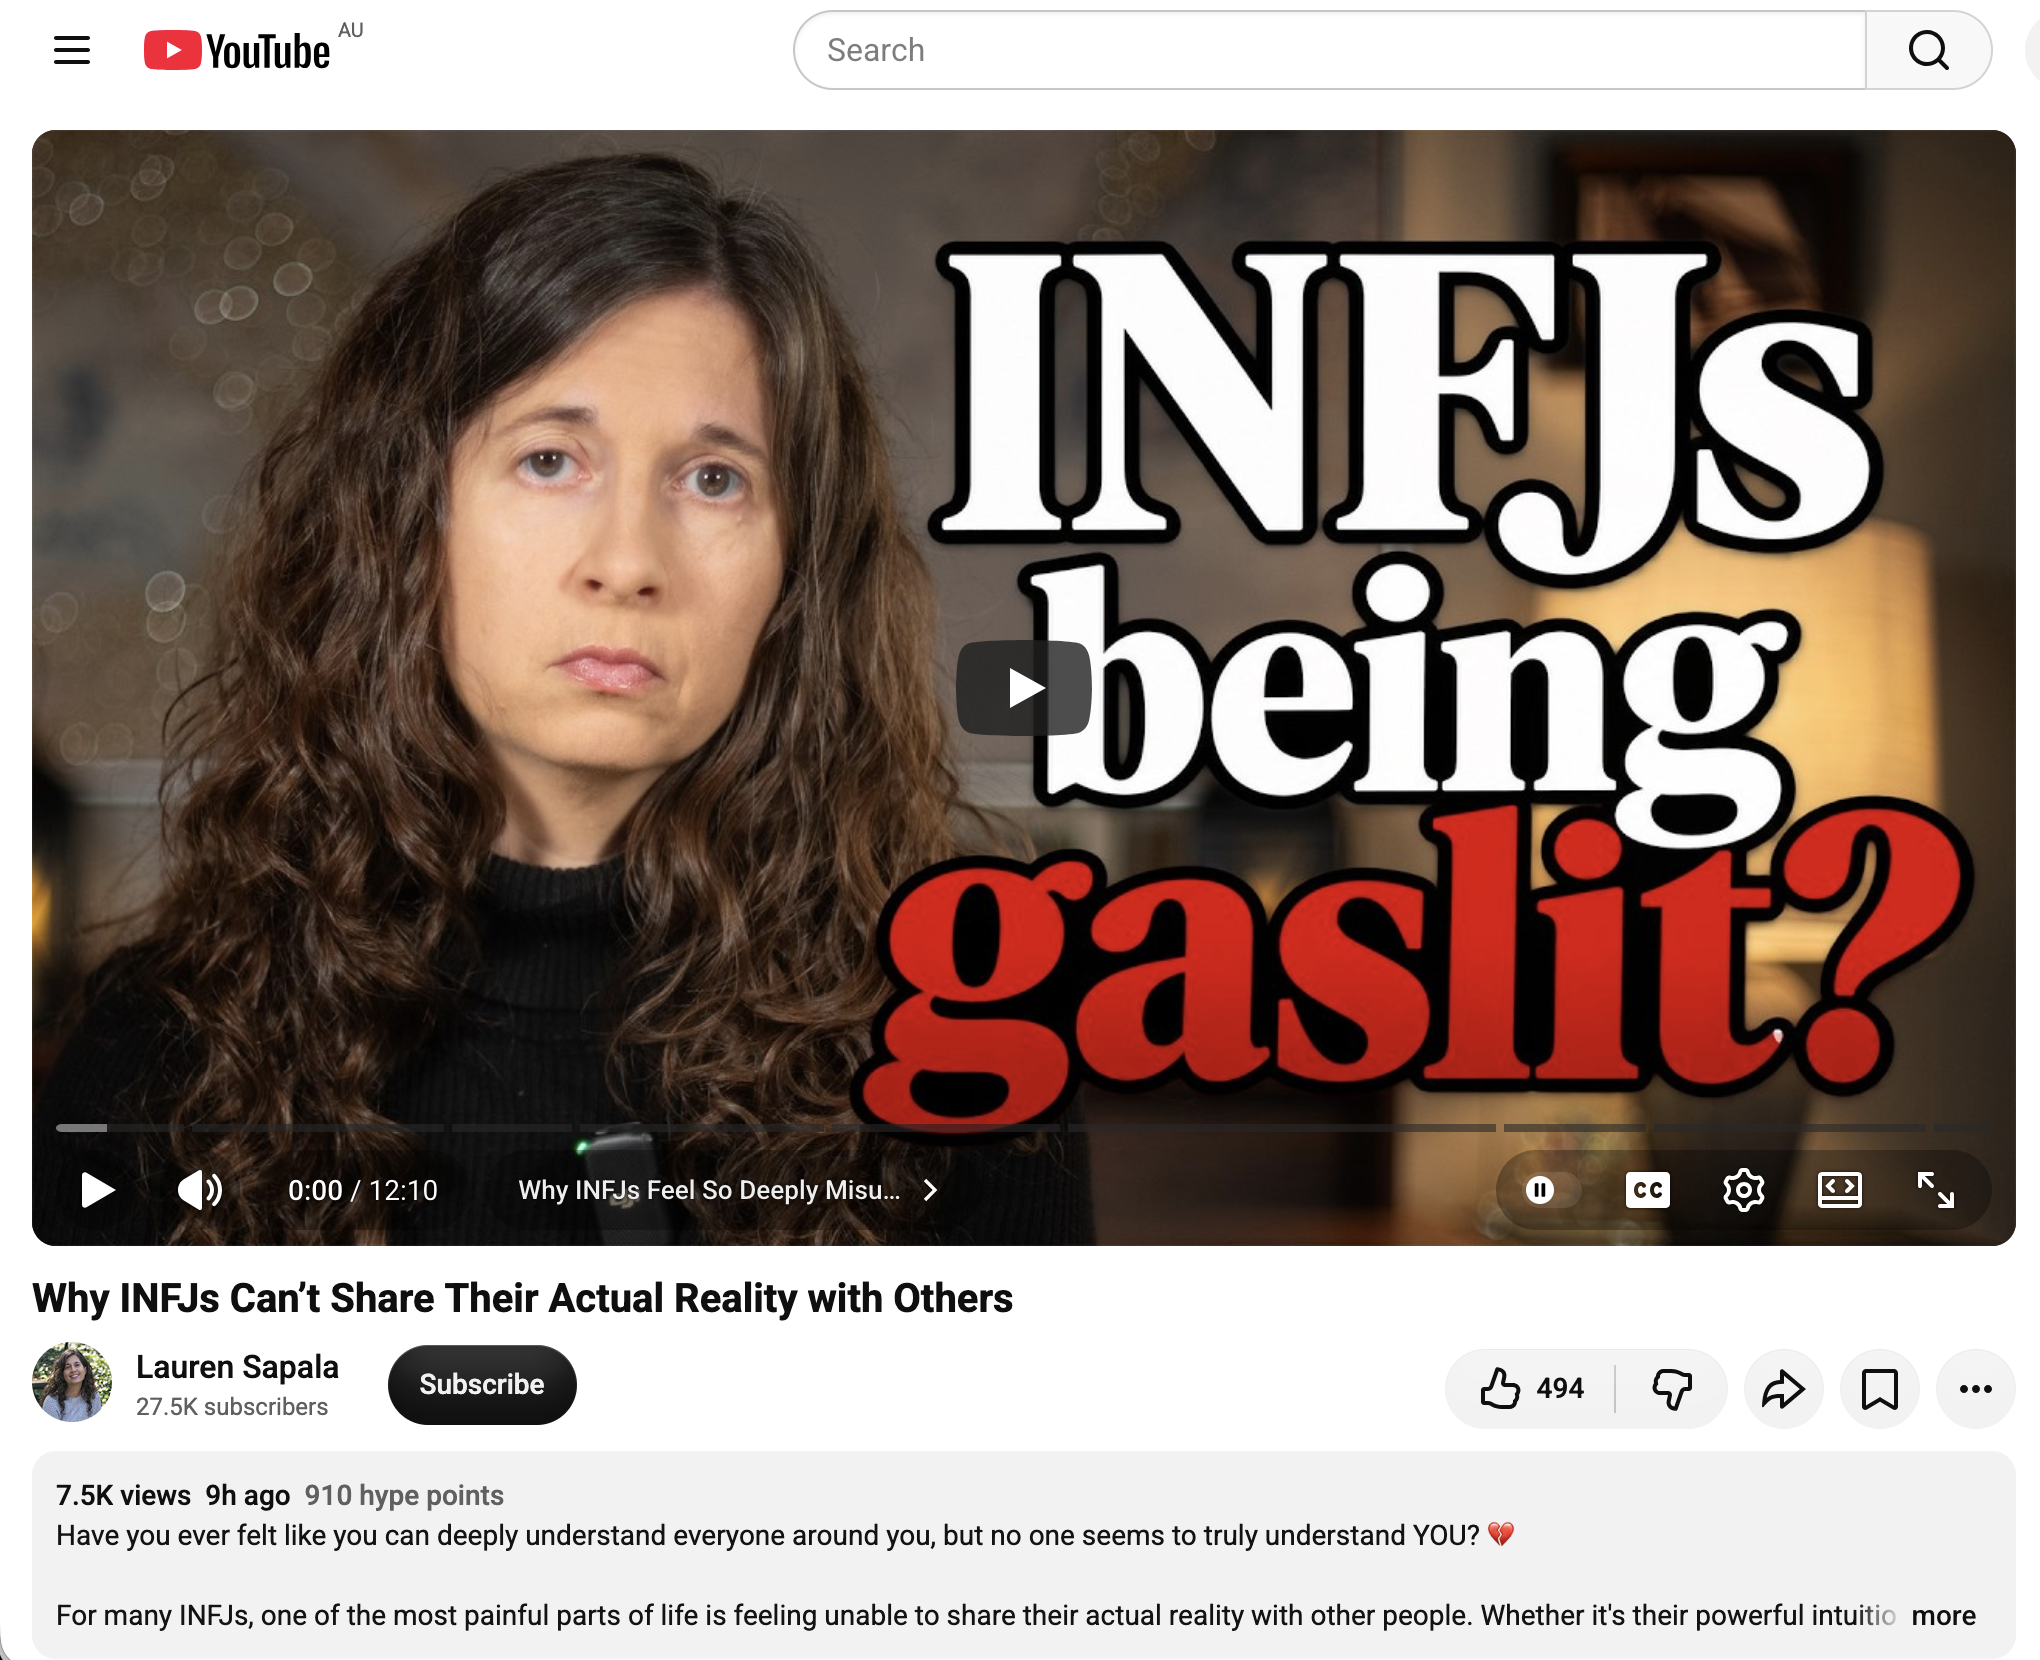 YouTube AU
Search
INFJs
being
gaslit?
0:00 / 12:10
Why INFJs Feel So Deeply Misu...
CC
Why INFJs Can’t Share Their Actual Reality with Others
Lauren Sapala
27.5K subscribers
Subscribe
494
7.5K views 9h ago 910 hype points
Have you ever felt like you can deeply understand everyone around you, but no one seems to truly understand YOU? 💔
For many INFJs, one of the most painful parts of life is feeling unable to share their actual reality with other people. Whether it's their powerful intuitio more